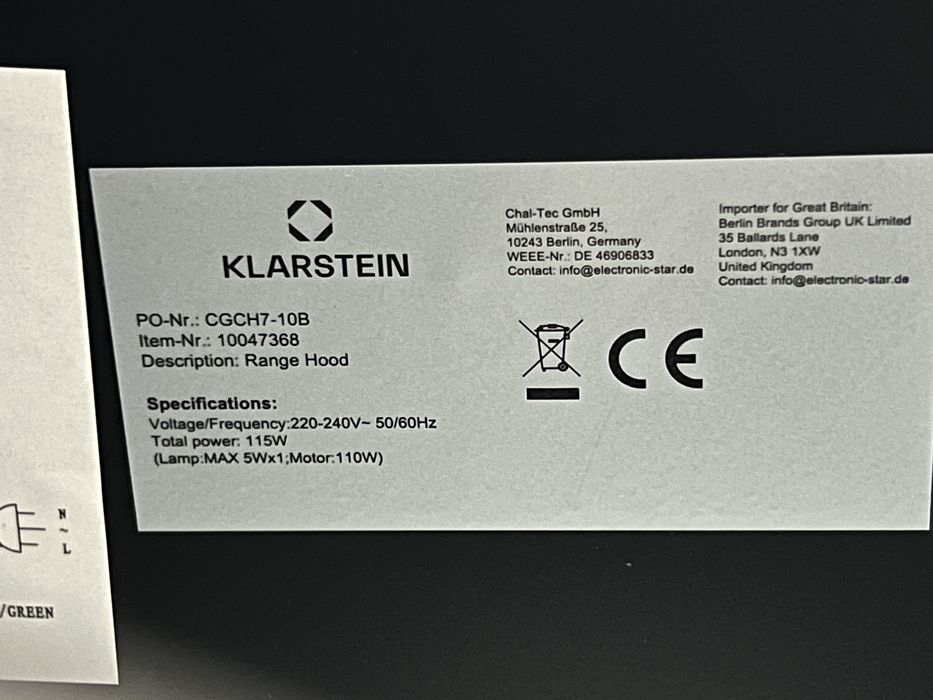 KLARSTEIN
PO-Nr.: CGCH7-10B
Item-Nr.: 10047368
Description: Range Hood
Specifications:
Voltage/Frequency:220-240V~ 50/60Hz
Total power: 115W
(Lamp:MAX 5Wx1;Motor:110W)
Chal-Tec GmbH
Mühlenstraße 25,
10243 Berlin, Germany
WEEE-Nr.: DE 46906833
Contact: info@electronic-star.de
Importer for Great Britain:
Berlin Brands Group UK Limited
35 Ballards Lane
London, N3 1XW
United Kingdom
Contact: info@electronic-star.de
CE
N
~
L
/GREEN